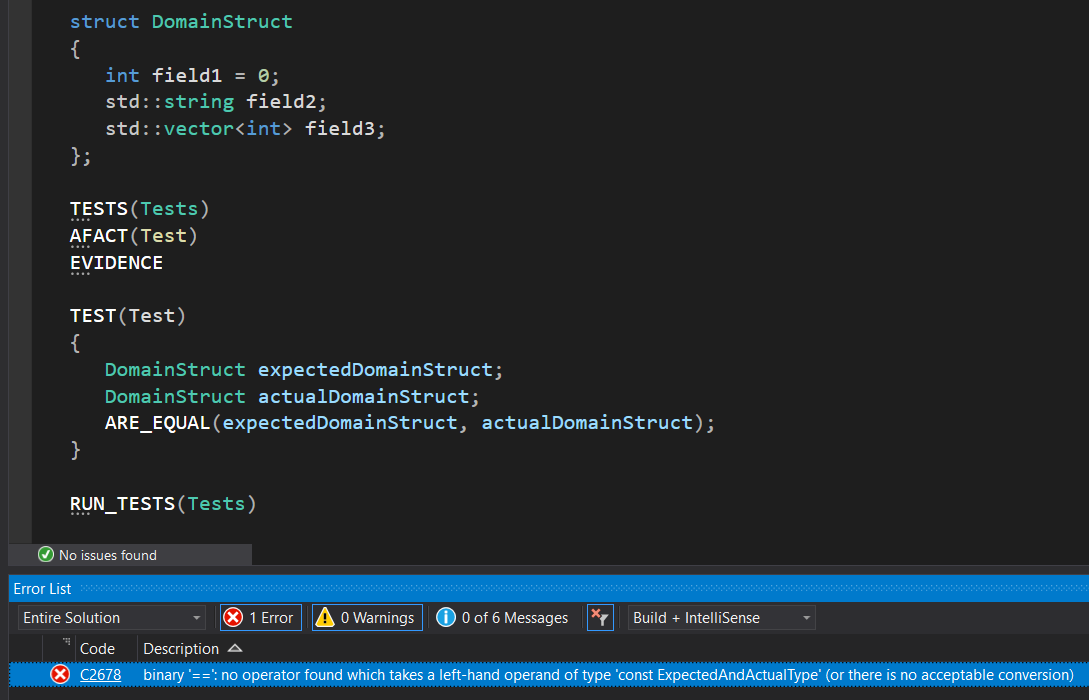 struct DomainStruct
{
int field1 = 0;
std::string field2;
std::vector<int> field3;
};
TESTS(Tests)
AFACT(Test)
EVIDENCE
TEST(Test)
{
DomainStruct expectedDomainStruct;
DomainStruct actualDomainStruct;
ARE_EQUAL(expectedDomainStruct, actualDomainStruct);
}
RUN_TESTS(Tests)
No issues found
Error List
Entire Solution 1 Error 0 Warnings 0 of 6 Messages Build + IntelliSense
Code Description
C2678 binary '==': no operator found which takes a left-hand operand of type 'const ExpectedAndActualType' (or there is no acceptable conversion)